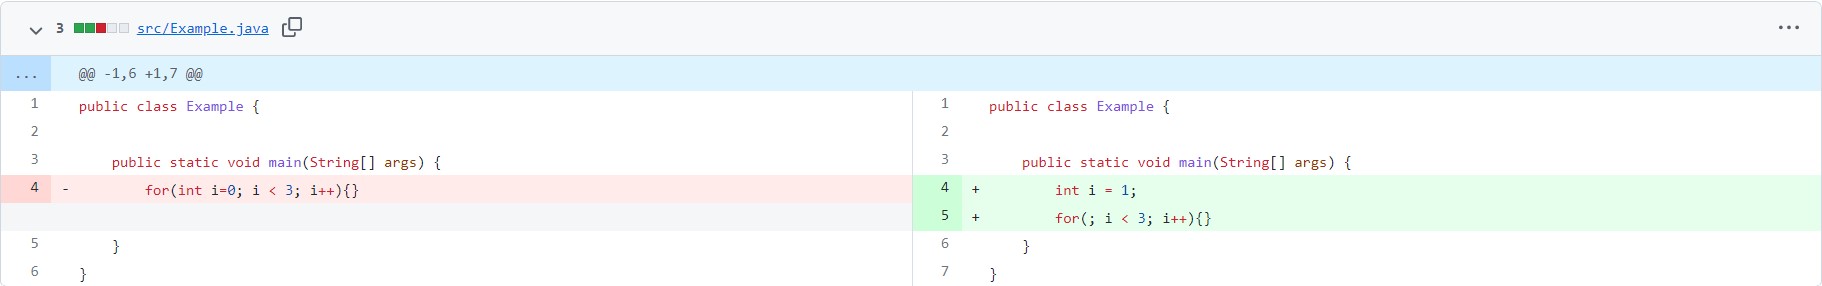 3 src/Example.java ...
... @@ -1,6 +1,7 @@
1 public class Example {
2
3     public static void main(String[] args) {
4 -         for(int i=0; i < 3; i++){}
5     }
6 }
1 public class Example {
2
3     public static void main(String[] args) {
4 +         int i = 1;
5 +         for(; i < 3; i++){}
6     }
7 }